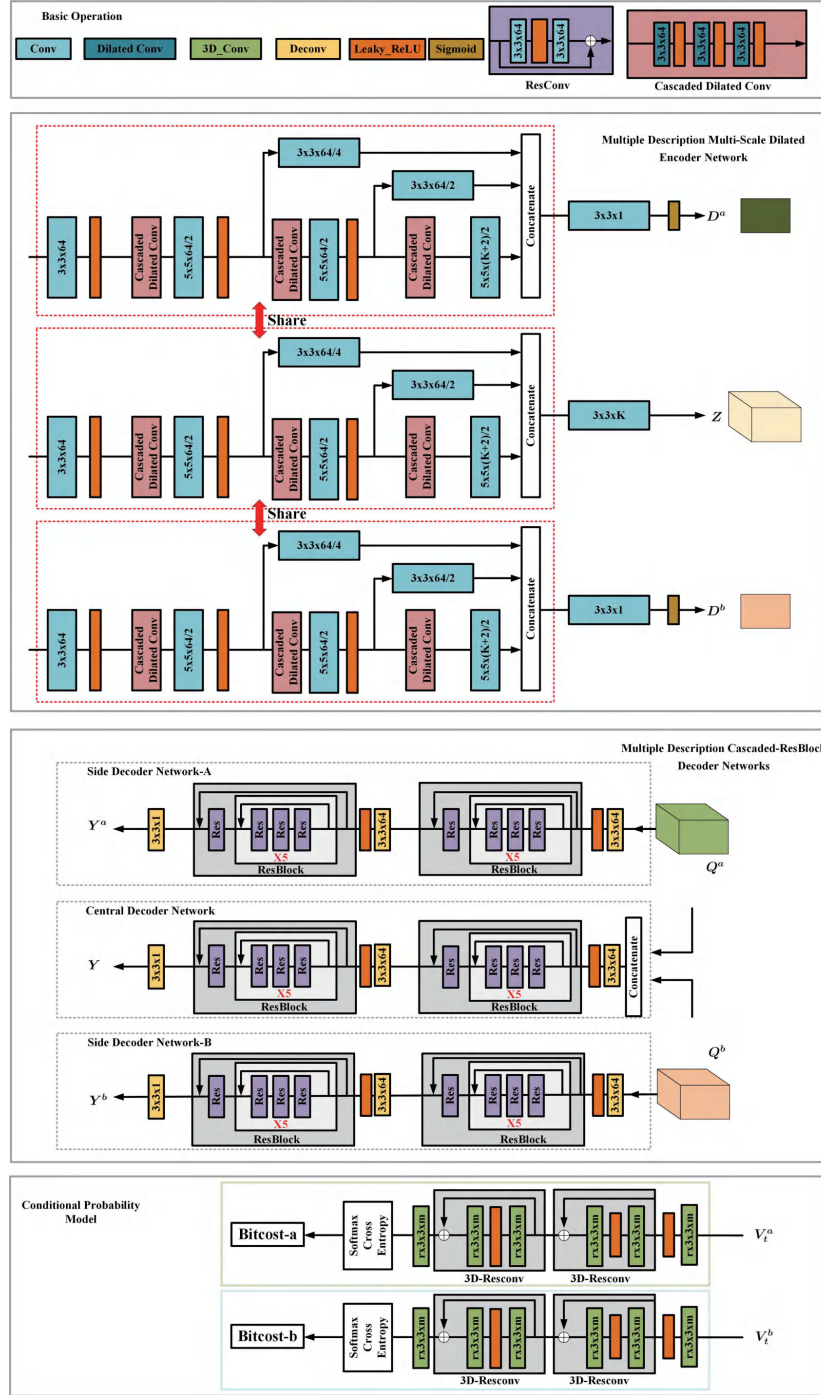 Basic Operation
Conv
Dilated Conv
3D_Conv
Deconv
Leaky_ReLU
Sigmoid
3x3x64
3x3x64
ResConv
3x3x64
3x3x64
3x3x64
Cascaded Dilated Conv
Multiple Description Multi-Scale Dilated
Encoder Network
3x3x64/4
3x3x64/2
3x3x64
Cascaded
Dilated Conv
5x5x64/2
Cascaded
Dilated Conv
5x5x64/2
Cascaded
Dilated Conv
5x5x(K+2)/2
Concatenate
3x3x1
D^a
Share
3x3x64/4
3x3x64/2
3x3x64
Cascaded
Dilated Conv
5x5x64/2
Cascaded
Dilated Conv
5x5x64/2
Cascaded
Dilated Conv
5x5x(K+2)/2
Concatenate
3x3xK
Z
Share
3x3x64/4
3x3x64/2
3x3x64
Cascaded
Dilated Conv
5x5x64/2
Cascaded
Dilated Conv
5x5x64/2
Cascaded
Dilated Conv
5x5x(K+2)/2
Concatenate
3x3x1
D^b
Multiple Description Cascaded-ResBlock
Decoder Networks
Side Decoder Network-A
Y^a
3x3x1
Res
Res
Res
Res
X5
ResBlock
3x3x64
Res
Res
Res
Res
X5
ResBlock
3x3x64
Q^a
Central Decoder Network
Y
3x3x1
Res
Res
Res
Res
X5
ResBlock
3x3x64
Res
Res
Res
Res
X5
ResBlock
3x3x64
Concatenate
Side Decoder Network-B
Y^b
3x3x1
Res
Res
Res
Res
X5
ResBlock
3x3x64
Res
Res
Res
Res
X5
ResBlock
3x3x64
Q^b
Conditional Probability
Model
Bitcost-a
Softmax
Cross
Entropy
rx3x3xm
rx3x3xm
rx3x3xm
3D-Resconv
rx3x3xm
rx3x3xm
3D-Resconv
rx3x3xm
V_t^a
Bitcost-b
Softmax
Cross
Entropy
rx3x3xm
rx3x3xm
rx3x3xm
3D-Resconv
rx3x3xm
rx3x3xm
3D-Resconv
rx3x3xm
V_t^b